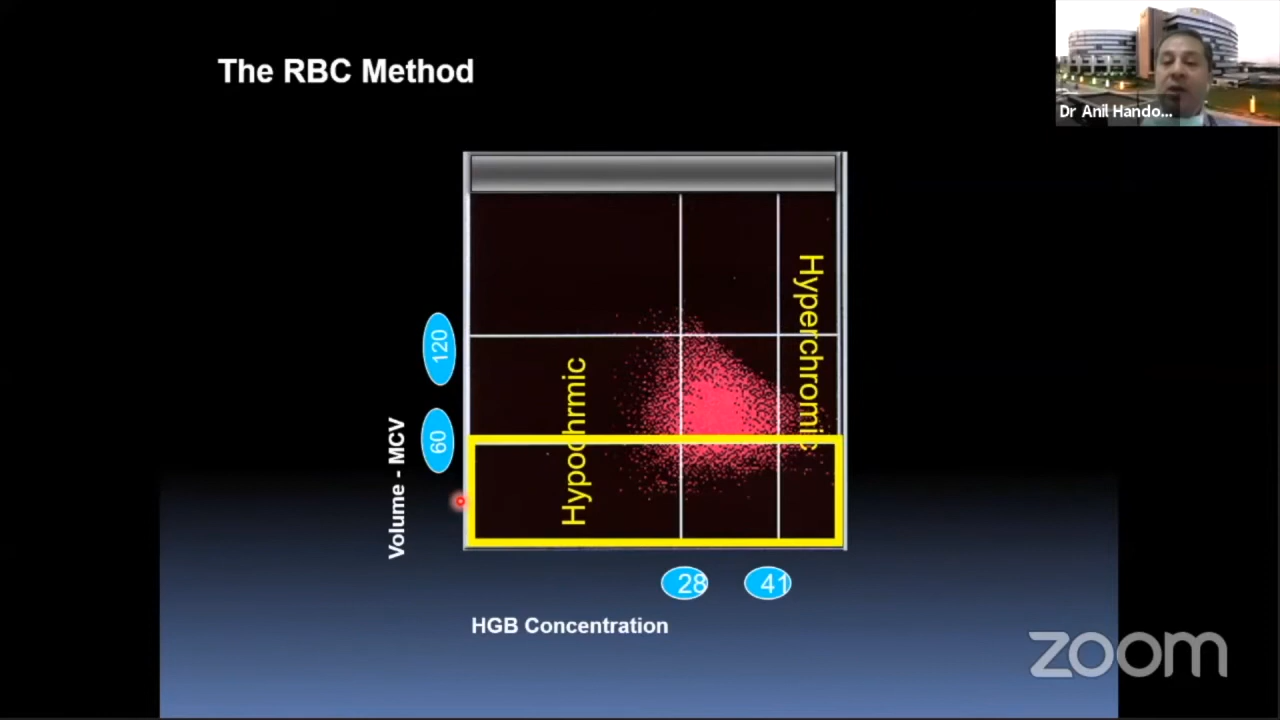 The RBC Method
Dr Anil Hando...
120
60
Volume - MCV
Hypochrmic
Hyperchromic
28
41
HGB Concentration
zoom